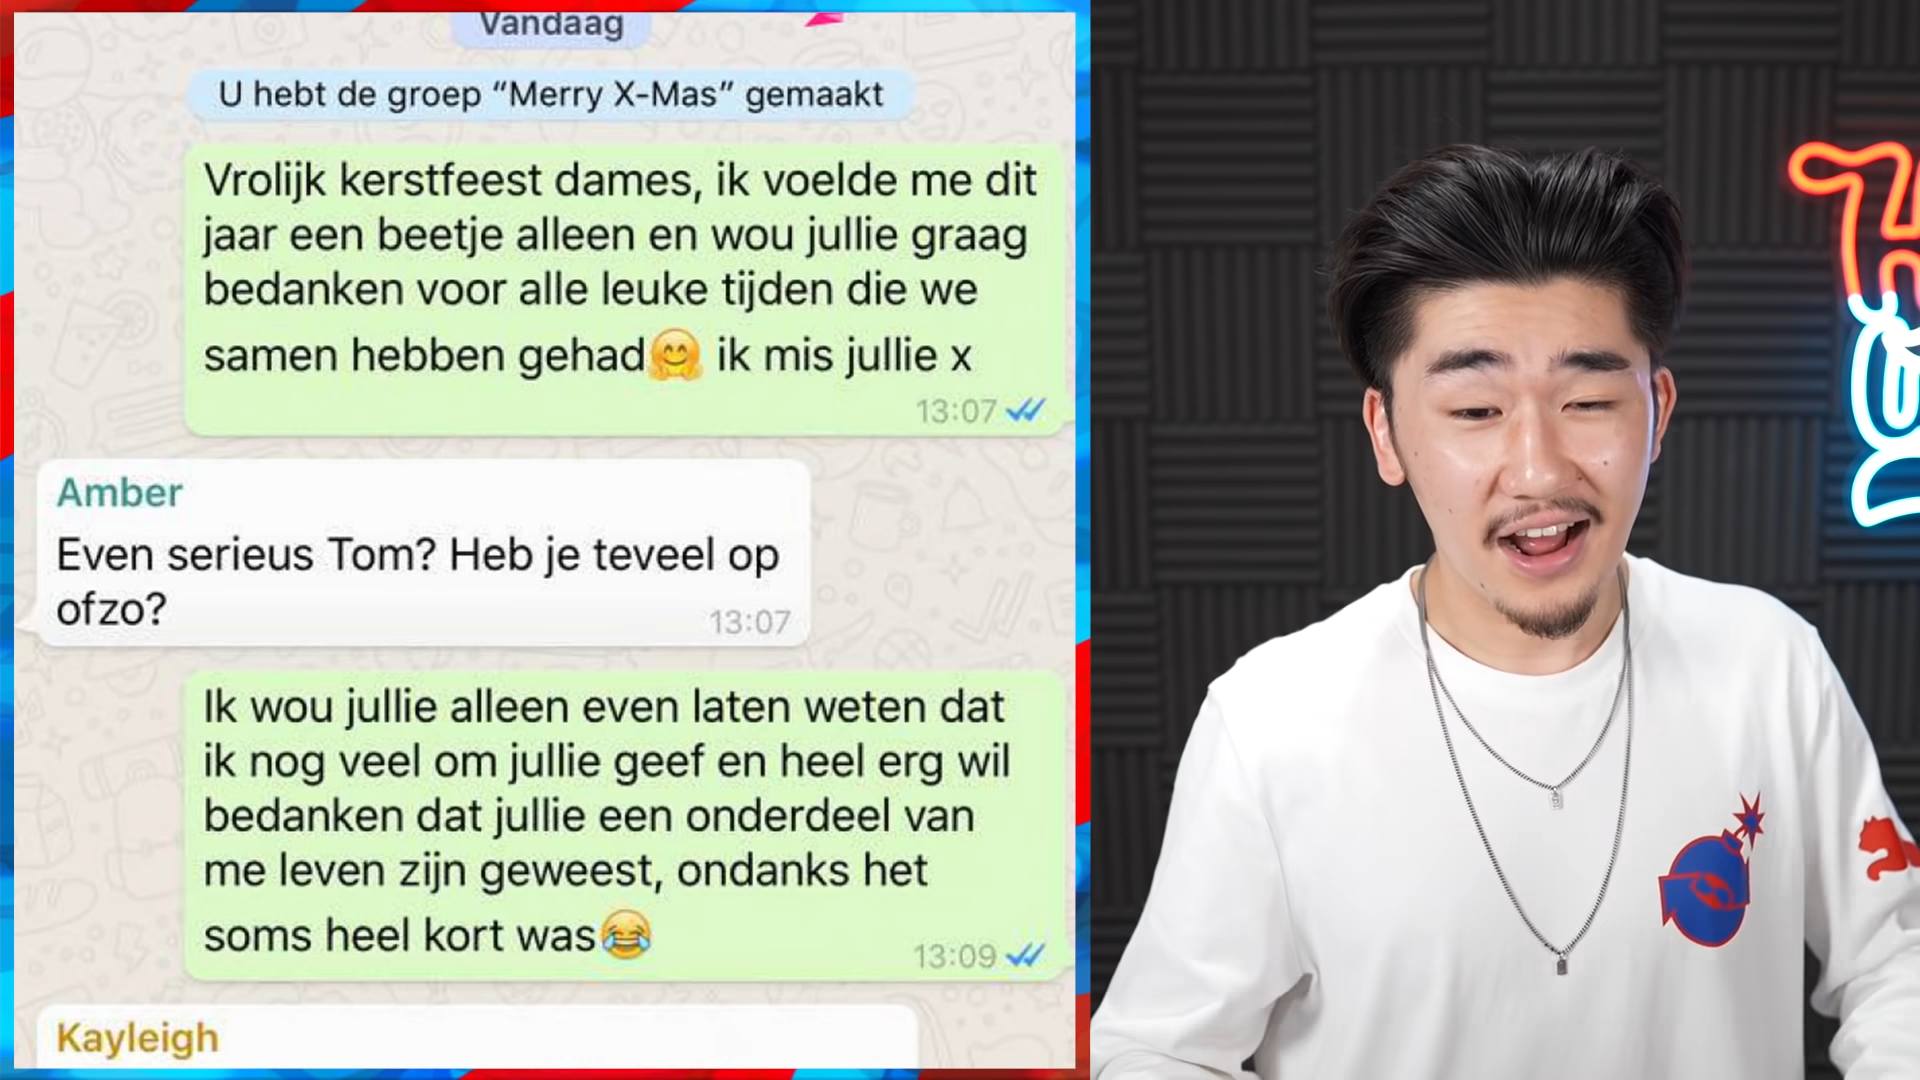 Vandaag
U hebt de groep “Merry X-Mas” gemaakt
Vrolijk kerstfeest dames, ik voelde me dit
jaar een beetje alleen en wou jullie graag
bedanken voor alle leuke tijden die we
samen hebben gehad🤗 ik mis jullie x
13:07
Amber
Even serieus Tom? Heb je teveel op
ofzo?
13:07
Ik wou jullie alleen even laten weten dat
ik nog veel om jullie geef en heel erg wil
bedanken dat jullie een onderdeel van
me leven zijn geweest, ondanks het
soms heel kort was😂
13:09
Kayleigh